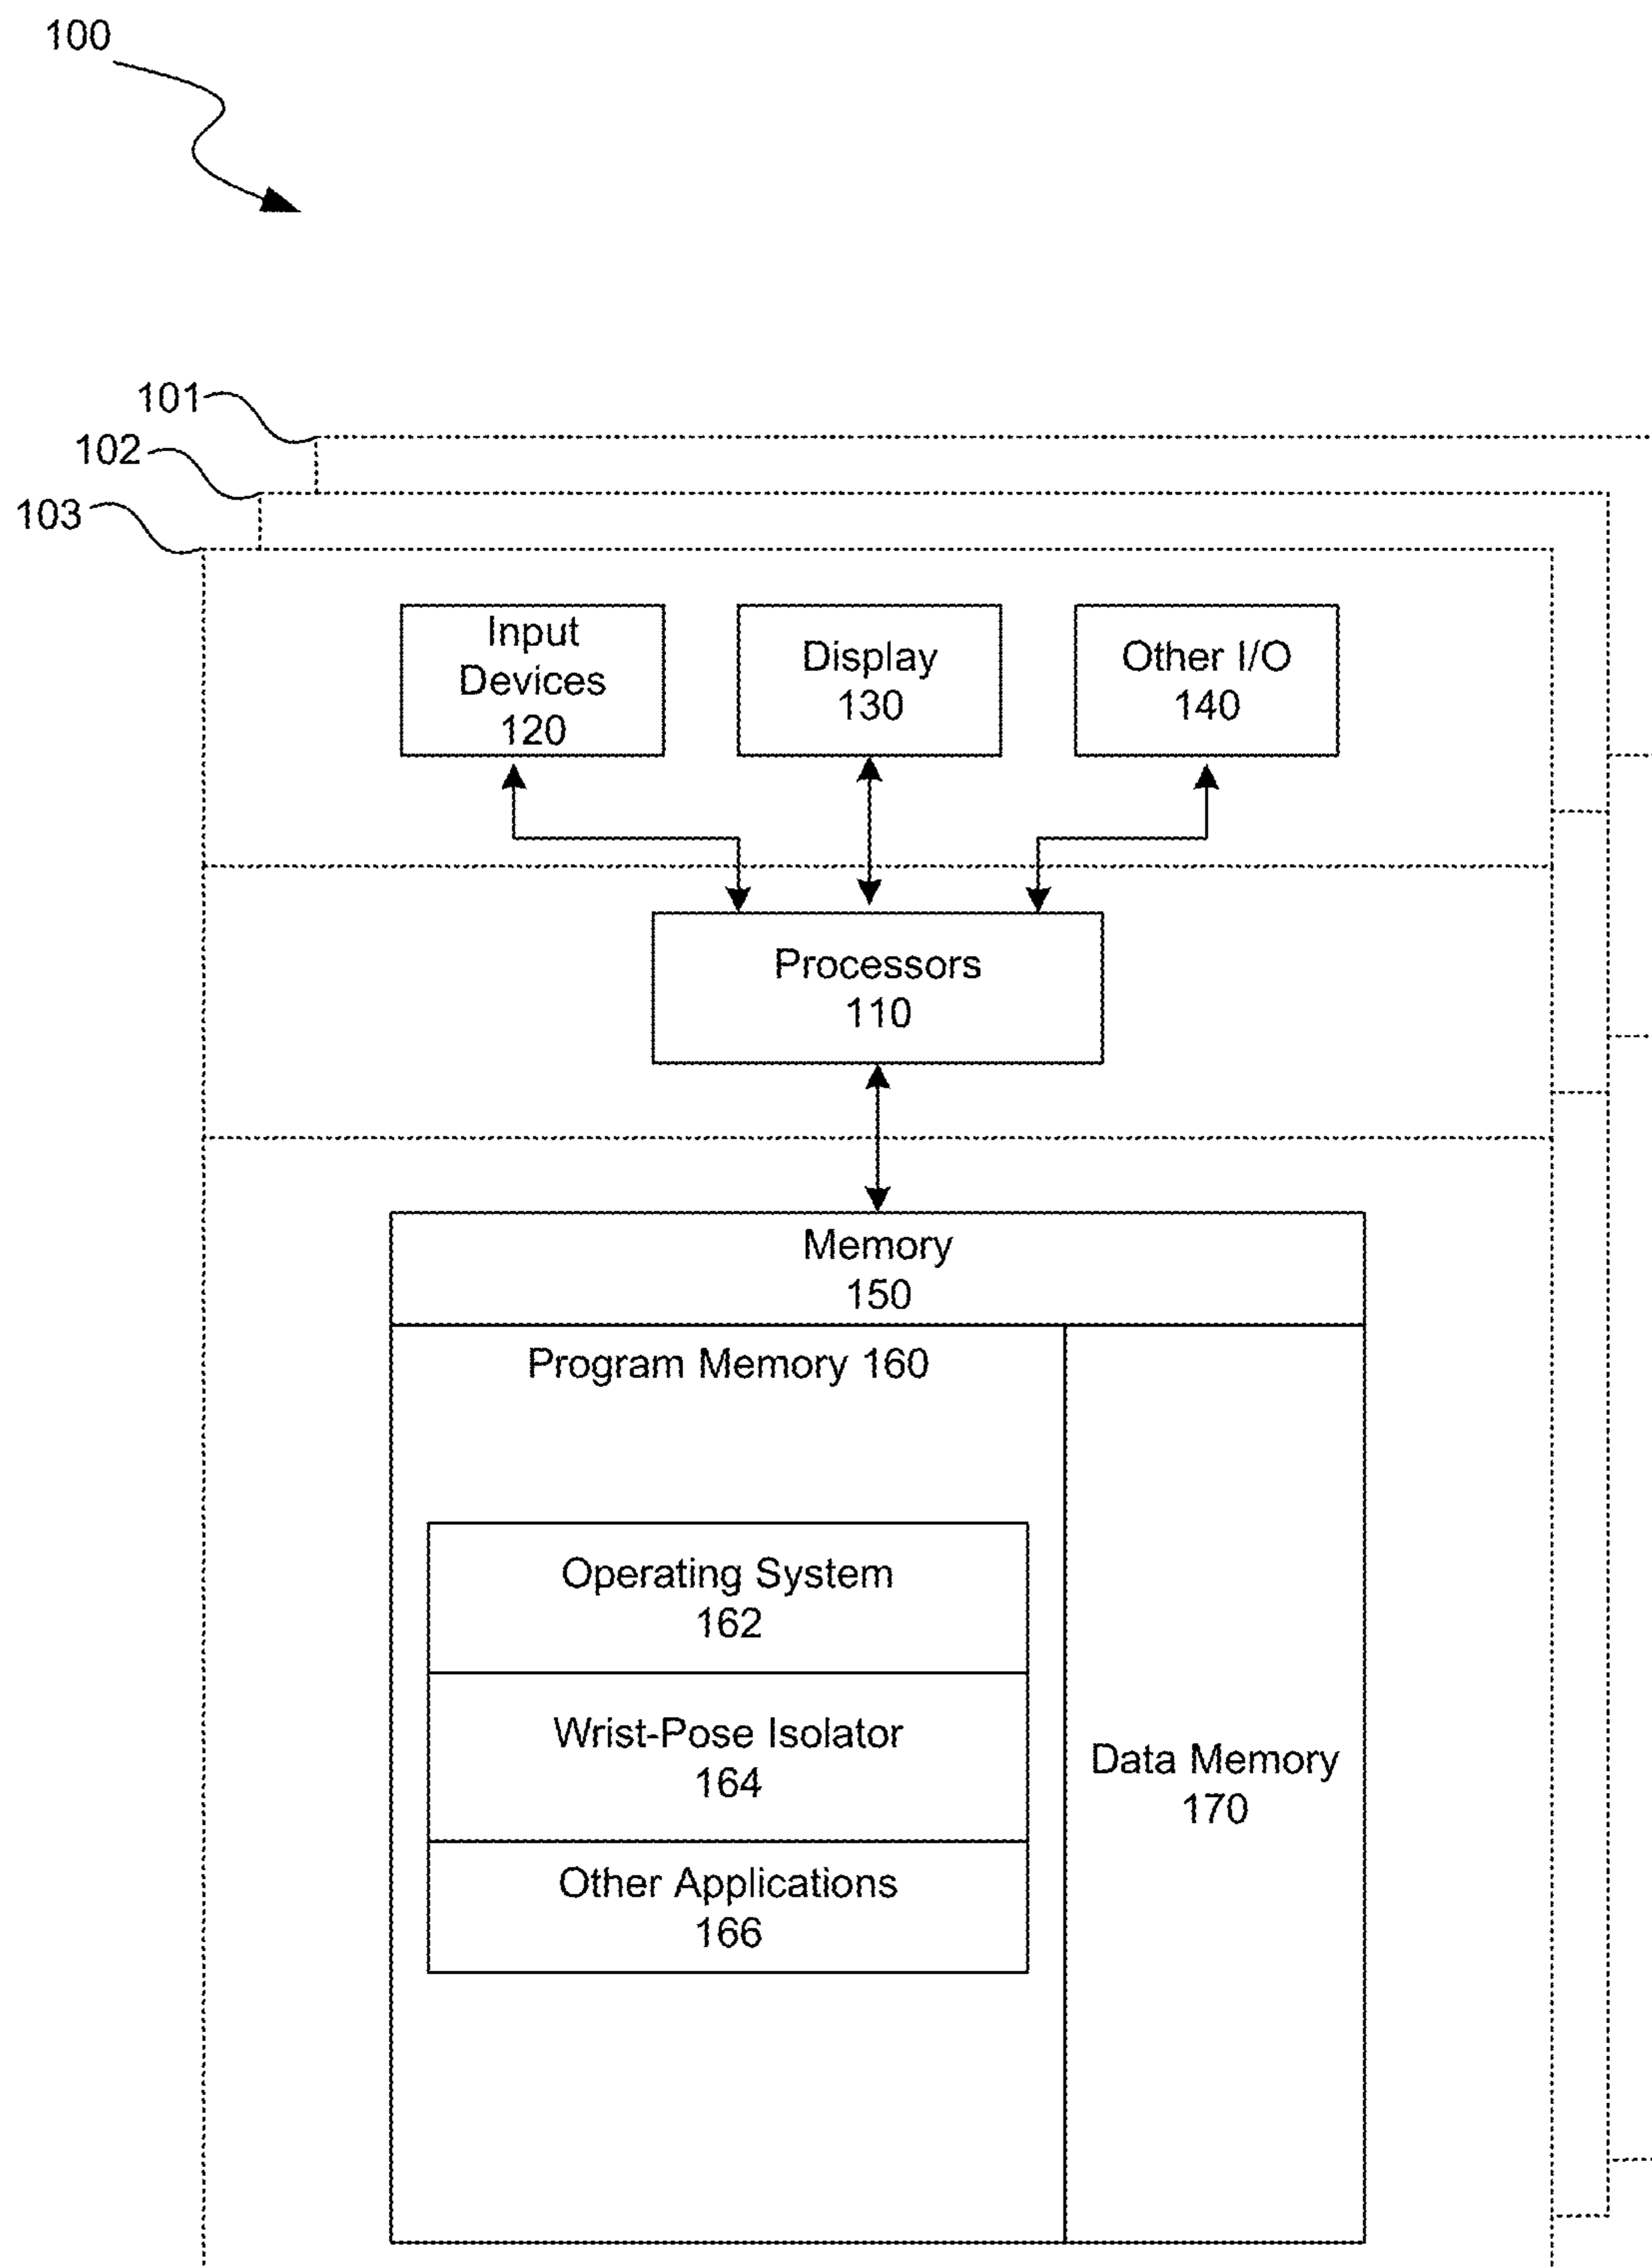 100
101
102
103
Input
Devices
120
Display
130
Other I/O
140
Processors
110
Memory
150
Program Memory 160
Operating System
162
Wrist-Pose Isolator
164
Other Applications
166
Data Memory
170